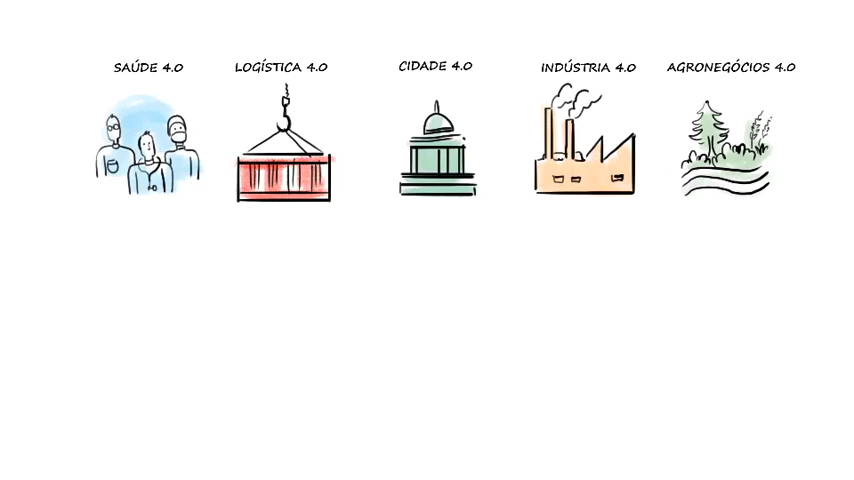 SAÚDE 4.0
LOGÍSTICA 4.0
CIDADE 4.0
INDÚSTRIA 4.0
AGRONEGÓCIOS 4.0